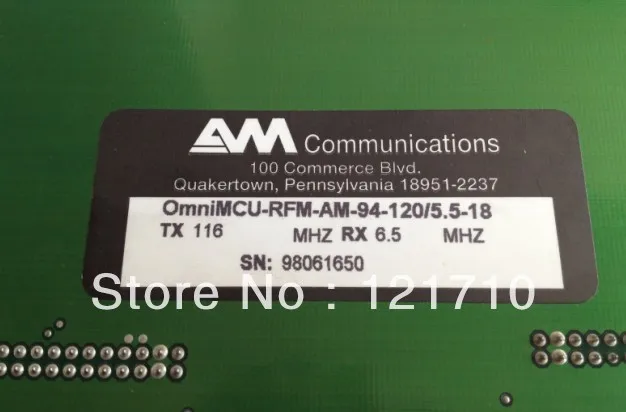 AM Communications
100 Commerce Blvd.
Quakertown, Pennsylvania 18951-2237
OmniMCU-RFM-AM-94-120/5.5-18
TX 116 MHZ RX 6.5 MHZ
SN: 98061650
Store No : 121710